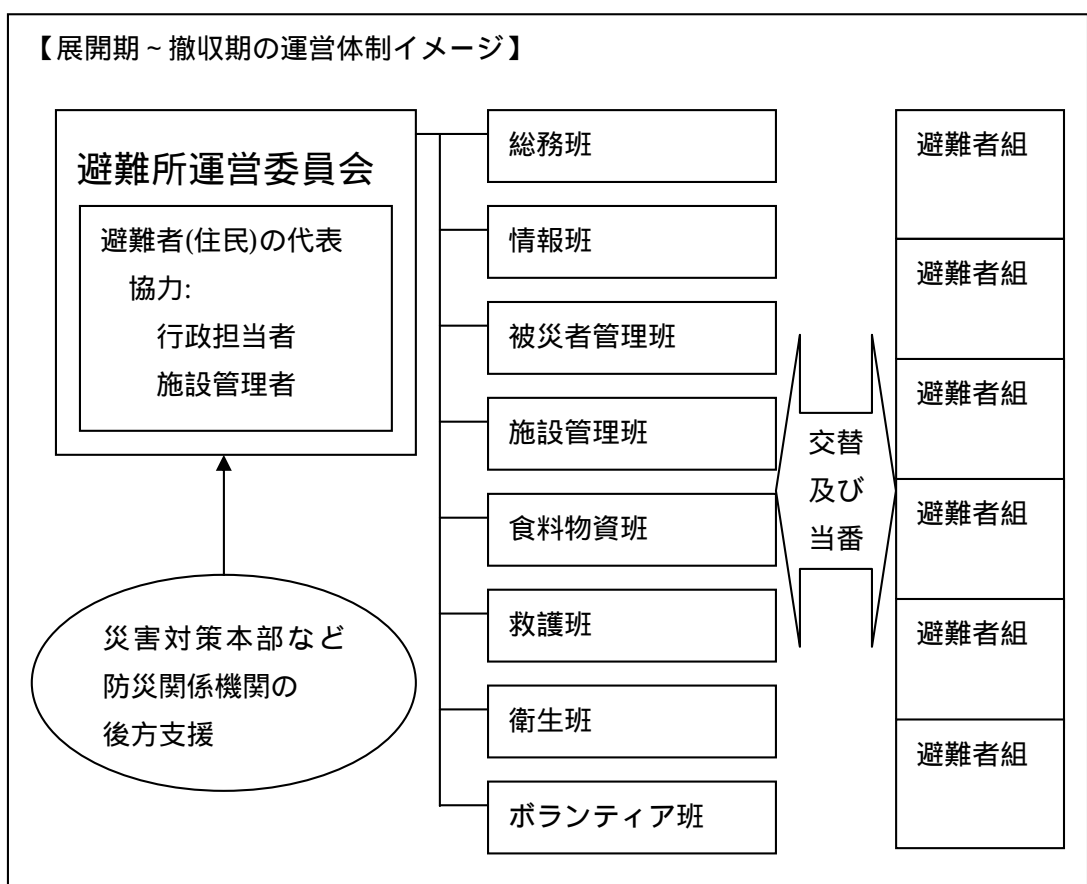 【展開期~撤収期の運営体制イメージ】
避難所運営委員会
避難者(住民)の代表
協力:
行政担当者
施設管理者
災害対策本部など
防災関係機関の
後方支援
総務班
情報班
被災者管理班
施設管理班
食料物資班
救護班
衛生班
ボランティア班
交替
及び
当番
避難者組
避難者組
避難者組
避難者組
避難者組
避難者組